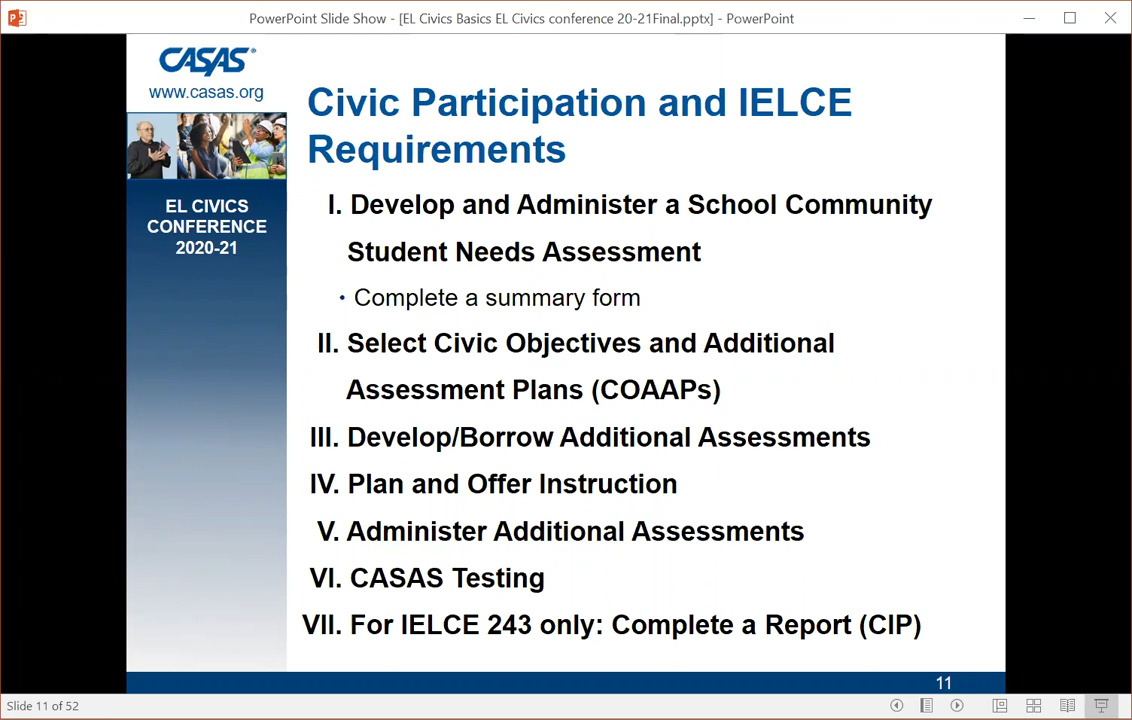 PowerPoint Slide Show - [EL Civics Basics EL Civics conference 20-21Final.pptx] - PowerPoint
CASAS
www.casas.org
EL CIVICS
CONFERENCE
2020-21
Civic Participation and IELCE
Requirements
I. Develop and Administer a School Community
Student Needs Assessment
• Complete a summary form
II. Select Civic Objectives and Additional
Assessment Plans (COAAPs)
III. Develop/Borrow Additional Assessments
IV. Plan and Offer Instruction
V. Administer Additional Assessments
VI. CASAS Testing
VII. For IELCE 243 only: Complete a Report (CIP)
11
Slide 11 of 52